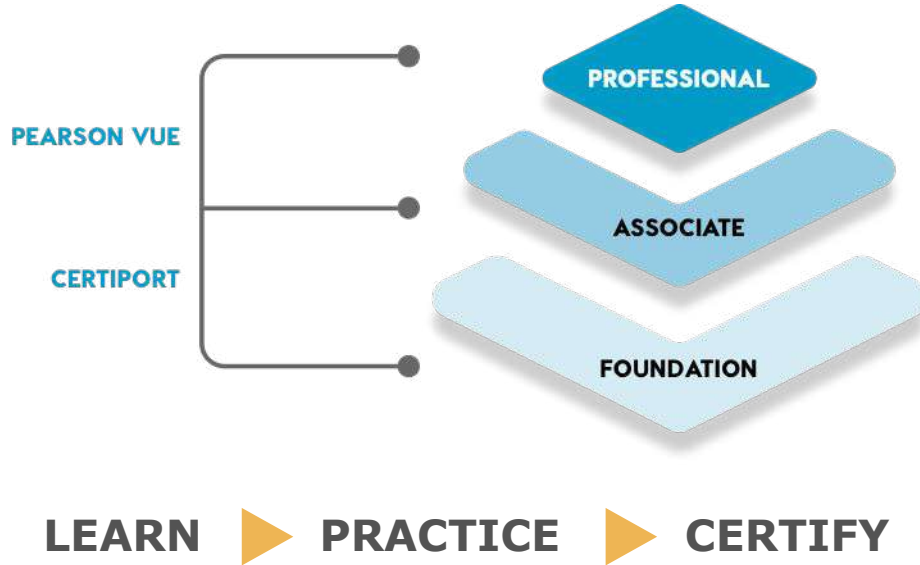 PROFESSIONAL
PEARSON VUE
ASSOCIATE
CERTIPORT
FOUNDATION
LEARN PRACTICE CERTIFY